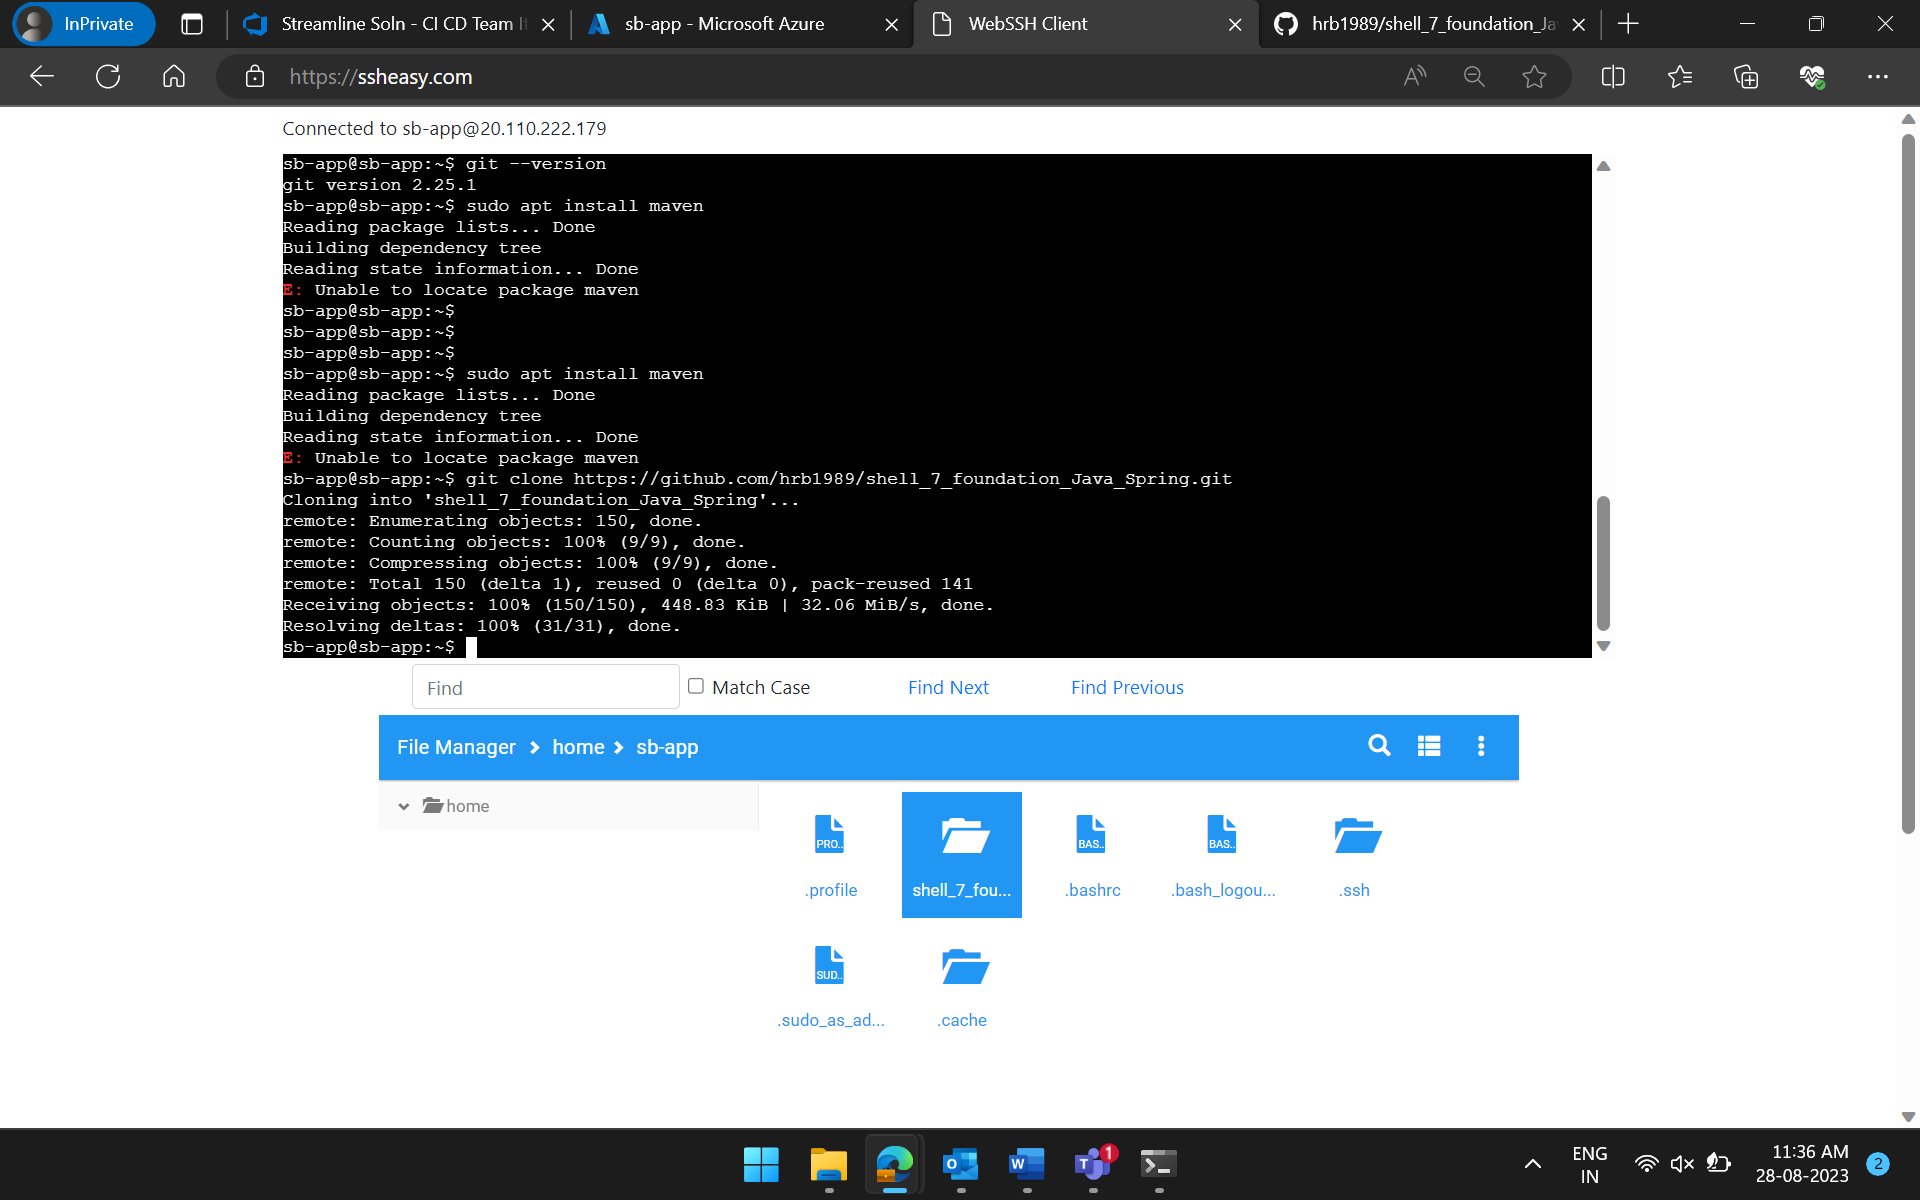 InPrivate
Streamline Soln - CI CD Team It
sb-app - Microsoft Azure
WebSSH Client
hrb1989/shell_7_foundation_Ja
https://ssheasy.com
Connected to sb-app@20.110.222.179
sb-app@sb-app:~$ git --version
git version 2.25.1
sb-app@sb-app:~$ sudo apt install maven
Reading package lists... Done
Building dependency tree
Reading state information... Done
E: Unable to locate package maven
sb-app@sb-app:~$
sb-app@sb-app:~$
sb-app@sb-app:~$
sb-app@sb-app:~$ sudo apt install maven
Reading package lists... Done
Building dependency tree
Reading state information... Done
E: Unable to locate package maven
sb-app@sb-app:~$ git clone https://github.com/hrb1989/shell_7_foundation_Java_Spring.git
Cloning into 'shell_7_foundation_Java_Spring'...
remote: Enumerating objects: 150, done.
remote: Counting objects: 100% (9/9), done.
remote: Compressing objects: 100% (9/9), done.
remote: Total 150 (delta 1), reused 0 (delta 0), pack-reused 141
Receiving objects: 100% (150/150), 448.83 KiB | 32.06 MiB/s, done.
Resolving deltas: 100% (31/31), done.
sb-app@sb-app:~$
Find
Match Case
Find Next
Find Previous
File Manager > home > sb-app
home
PRO..
BAS..
BAS..
.profile
shell_7_fou...
.bashrc
.bash_logou...
.ssh
SUD..
.sudo_as_ad...
.cache
1
ENG
IN
11:36 AM
28-08-2023
2